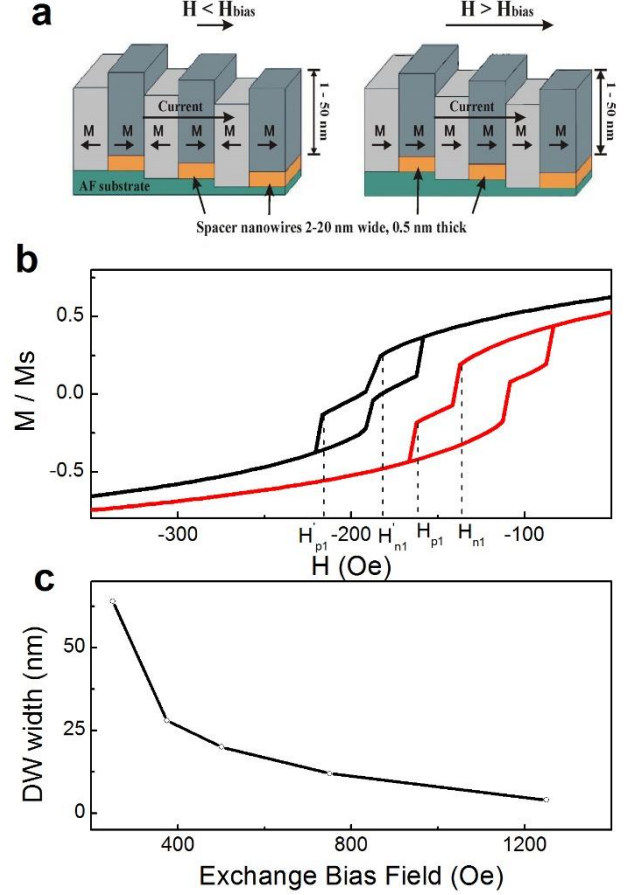 a
H < Hbias
H > Hbias
Current
Current
M M M M M M
M M M M M M
1 - 50 nm
1 - 50 nm
AF substrate
Spacer nanowires 2-20 nm wide, 0.5 nm thick
b
M / Ms
0.5
0.0
-0.5
-300
H'p1
-200
H'n1
Hp1
Hn1
-100
H (Oe)
c
DW width (nm)
50
25
0
400
800
1200
Exchange Bias Field (Oe)